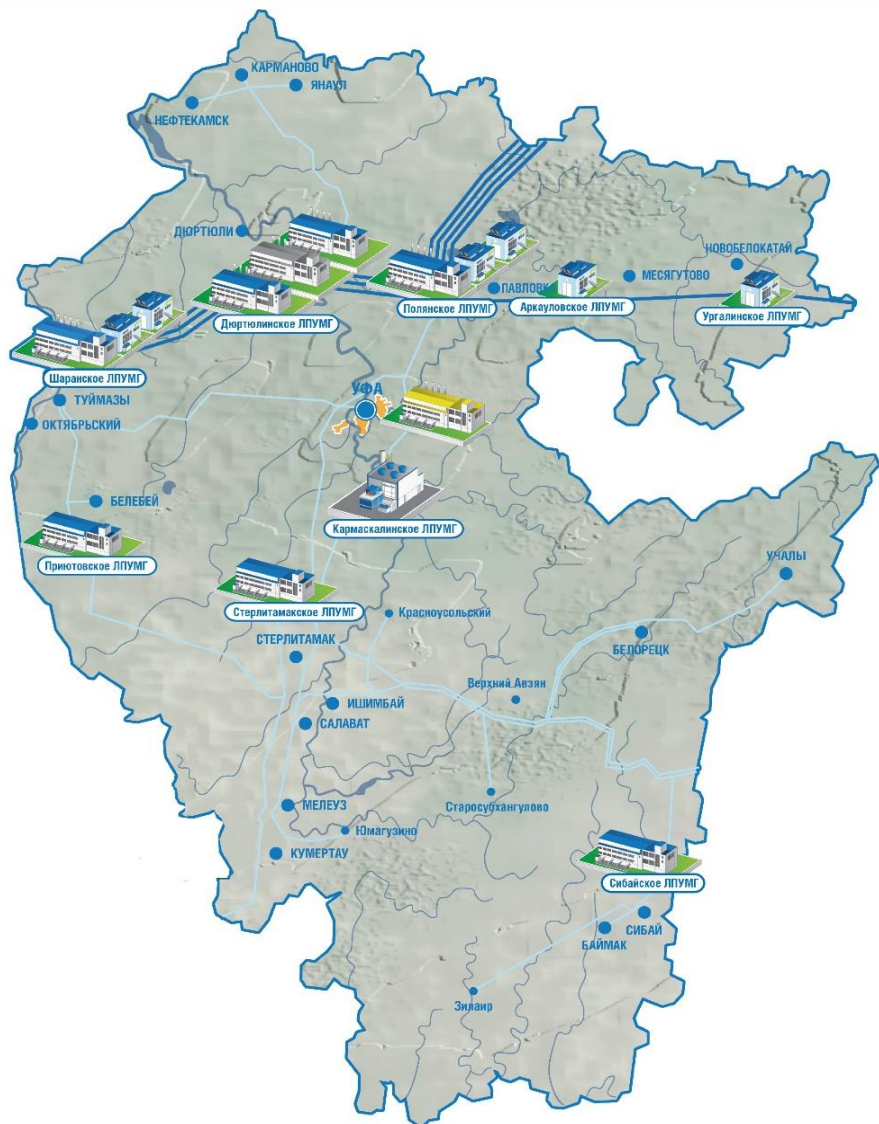 КАРМАНОВО
ЯНАУЛ
НЕФТЕКАМСК
ДЮРТЮЛИ
НОВОБЕЛОКАТАЙ
МЕСЯГУТОВО
ПАВЛОВК
Полянское ЛПУМГ
Аркауловское ЛПУМГ
Ургалинское ЛПУМГ
Дюртюлинское ЛПУМГ
Шаранское ЛПУМГ
УФА
ТУЙМАЗЫ
ОКТЯБРЬСКИЙ
БЕЛЕБЕЙ
Кармаскалинское ЛПУМГ
Приютовское ЛПУМГ
УЧАЛЫ
Стерлитамакское ЛПУМГ
Красноусольский
СТЕРЛИТАМАК
БЕЛОРЕЦК
Верхний Авзян
ИШИМБАЙ
САЛАВАТ
МЕЛЕУЗ
Старосубхангулово
Юмагузино
КУМЕРТАУ
Сибайское ЛПУМГ
СИБАЙ
БАЙМАК
Зилаир